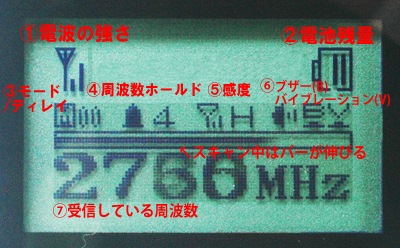 ①電波の強さ
②電池残量
③モード
/ディレイ
④周波数ホールド
⑤感度
⑥ブザー(B)
バイブレーション(V)
4
H
↖スキャン中はバーが伸びる
2766 MHz
⑦受信している周波数